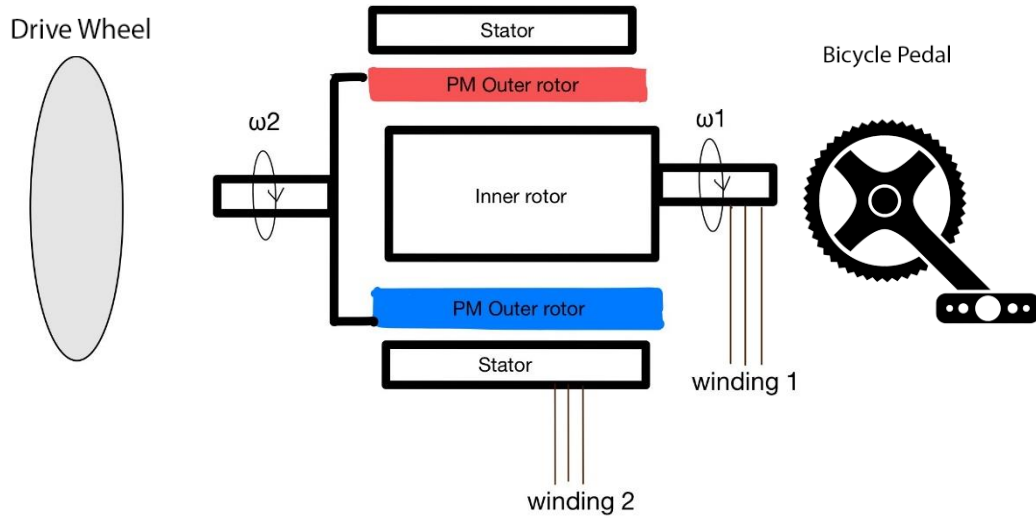 Drive Wheel
Stator
PM Outer rotor
Bicycle Pedal
ω2
ω1
Inner rotor
PM Outer rotor
Stator
winding 1
winding 2